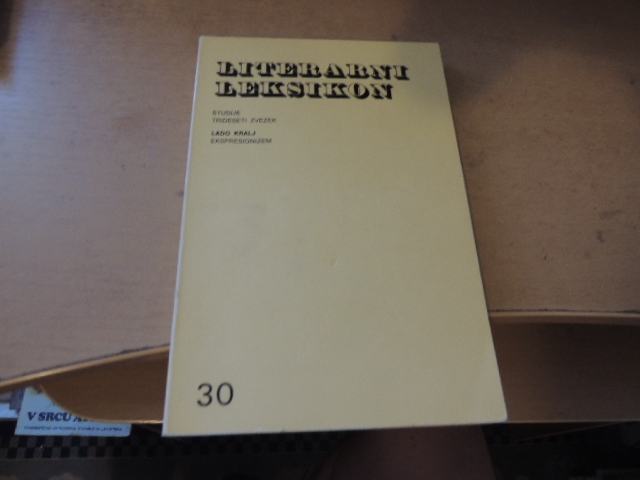 LITERARNI
LEKSIKON
ŠTUDIJE
TRIDESETI ZVEZEK
LADO KRALJ
EKSPRESIONIZEM
30
V SRCU